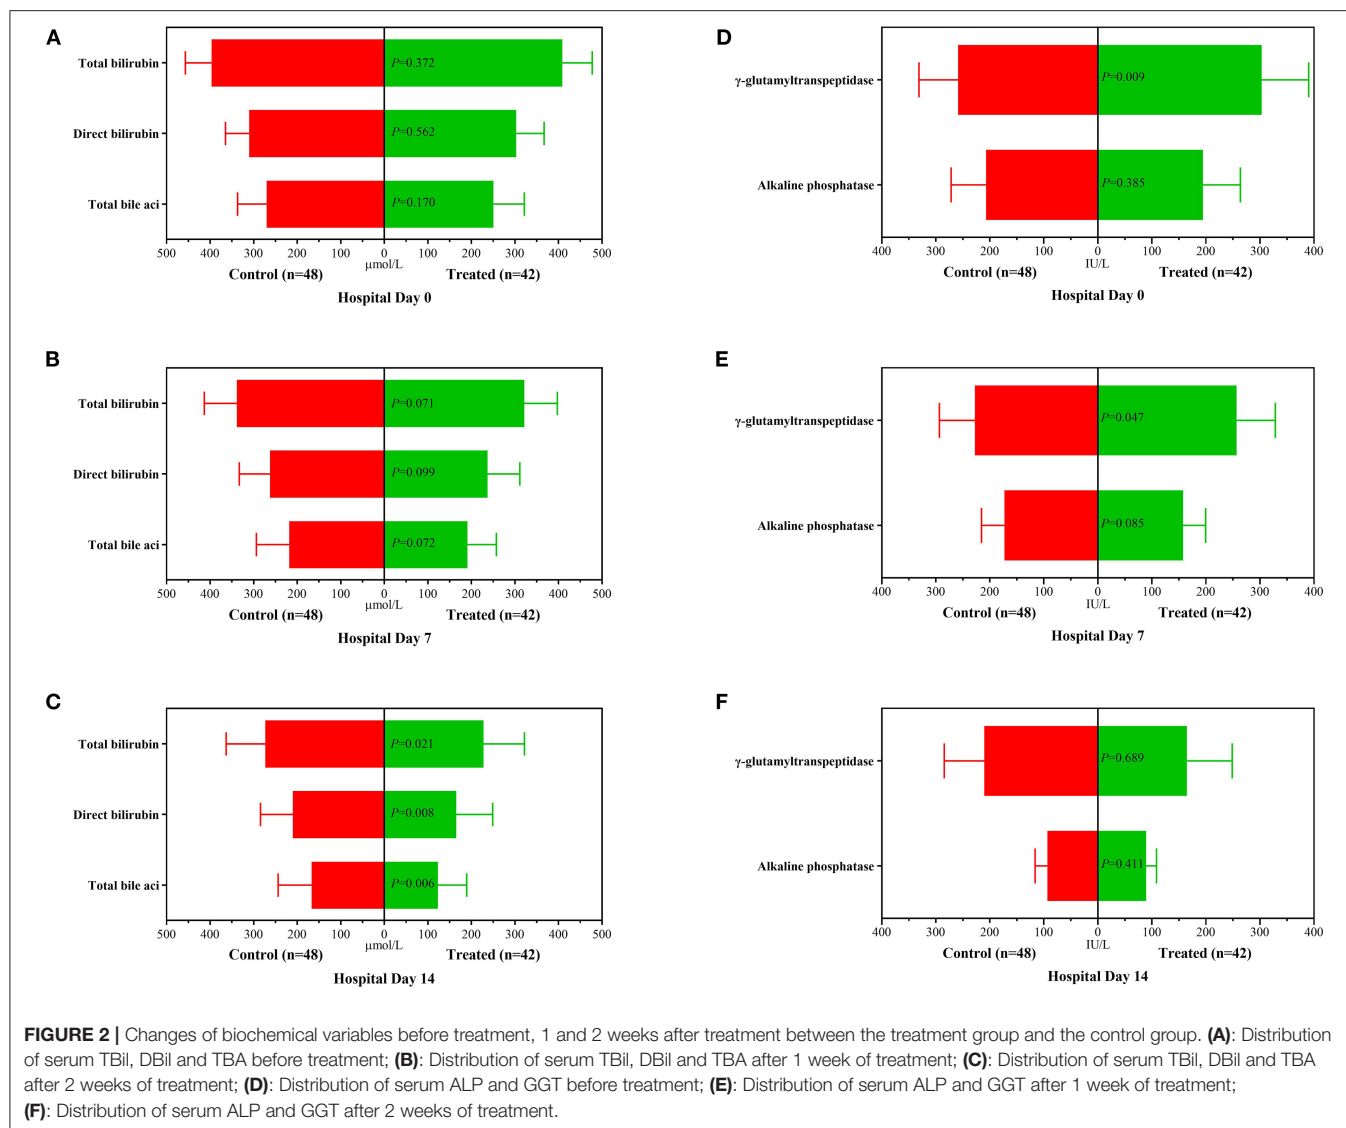 A
Total bilirubin
P=0.372
Direct bilirubin
P=0.562
Total bile aci
P=0.170
500 400 300 200 100 0 100 200 300 400 500
µmol/L
Control (n=48) Treated (n=42)
Hospital Day 0
D
γ-glutamyltranspeptidase
P=0.009
Alkaline phosphatase
P=0.385
400 300 200 100 0 100 200 300 400
IU/L
Control (n=48) Treated (n=42)
Hospital Day 0
B
Total bilirubin
P=0.071
Direct bilirubin
P=0.099
Total bile aci
P=0.072
500 400 300 200 100 0 100 200 300 400 500
µmol/L
Control (n=48) Treated (n=42)
Hospital Day 7
E
γ-glutamyltranspeptidase
P=0.047
Alkaline phosphatase
P=0.085
400 300 200 100 0 100 200 300 400
IU/L
Control (n=48) Treated (n=42)
Hospital Day 7
C
Total bilirubin
P=0.021
Direct bilirubin
P=0.008
Total bile aci
P=0.006
500 400 300 200 100 0 100 200 300 400 500
µmol/L
Control (n=48) Treated (n=42)
Hospital Day 14
F
γ-glutamyltranspeptidase
P=0.689
Alkaline phosphatase
P=0.411
400 300 200 100 0 100 200 300 400
IU/L
Control (n=48) Treated (n=42)
Hospital Day 14
FIGURE 2 | Changes of biochemical variables before treatment, 1 and 2 weeks after treatment between the treatment group and the control group. (A): Distribution
of serum TBil, DBil and TBA before treatment; (B): Distribution of serum TBil, DBil and TBA after 1 week of treatment; (C): Distribution of serum TBil, DBil and TBA
after 2 weeks of treatment; (D): Distribution of serum ALP and GGT before treatment; (E): Distribution of serum ALP and GGT after 1 week of treatment;
(F): Distribution of serum ALP and GGT after 2 weeks of treatment.